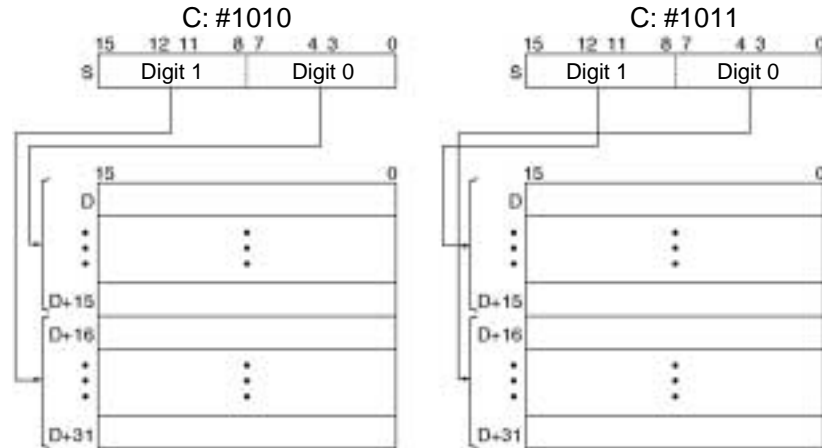 C: #1010
15 12 11 8 7 4 3 0
S Digit 1 Digit 0
15 0
D
D+15
D+16
D+31
C: #1011
15 12 11 8 7 4 3 0
S Digit 1 Digit 0
15 0
D
D+15
D+16
D+31